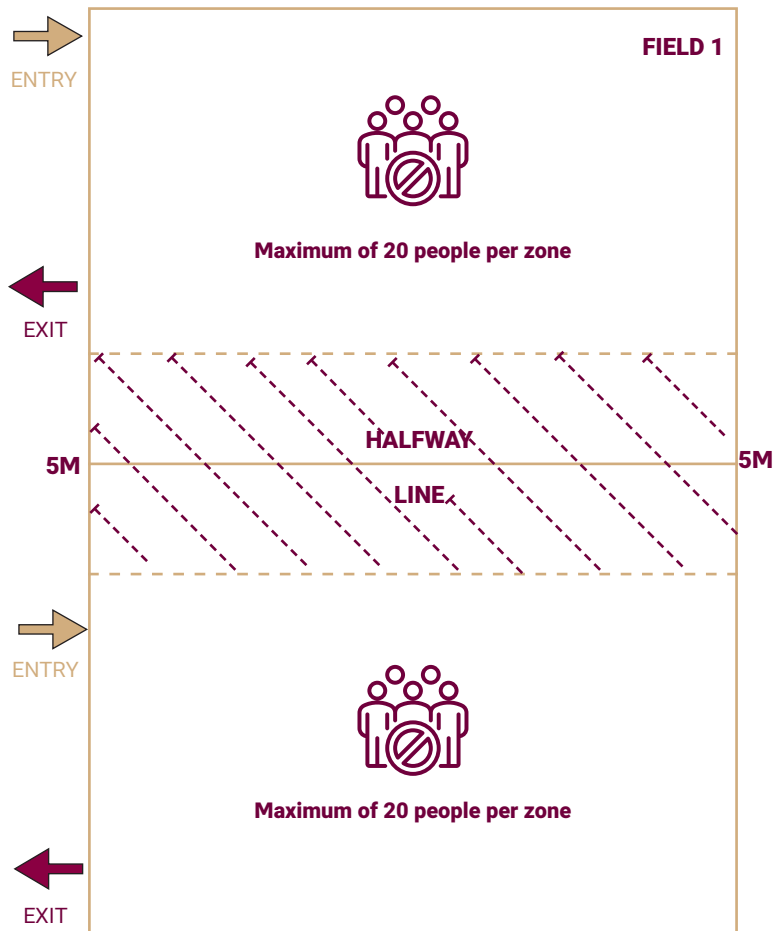 FIELD 1
ENTRY
Maximum of 20 people per zone
EXIT
HALFWAY
5M
5M
LINE
ENTRY
Maximum of 20 people per zone
EXIT